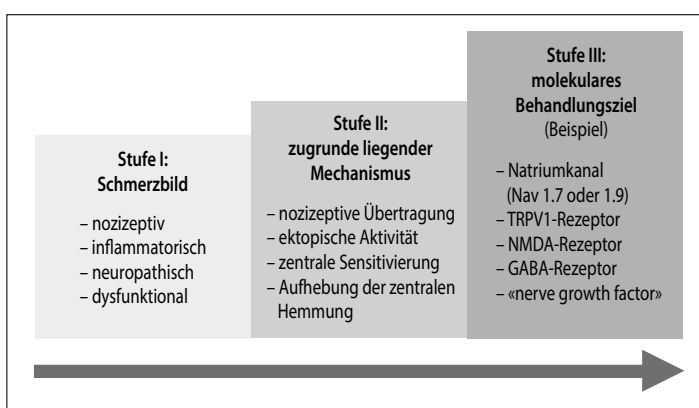 Stufe I:
Schmerzbild
– nozizeptiv
– inflammatorisch
– neuropathisch
– dysfunktional
Stufe II:
zugrunde liegender
Mechanismus
– nozizeptive Übertragung
– ektopische Aktivität
– zentrale Sensitivierung
– Aufhebung der zentralen
Hemmung
Stufe III:
molekulares
Behandlungsziel
(Beispiel)
– Natriumkanal
(Nav 1.7 oder 1.9)
– TRPV1-Rezeptor
– NMDA-Rezeptor
– GABA-Rezeptor
– «nerve growth factor»